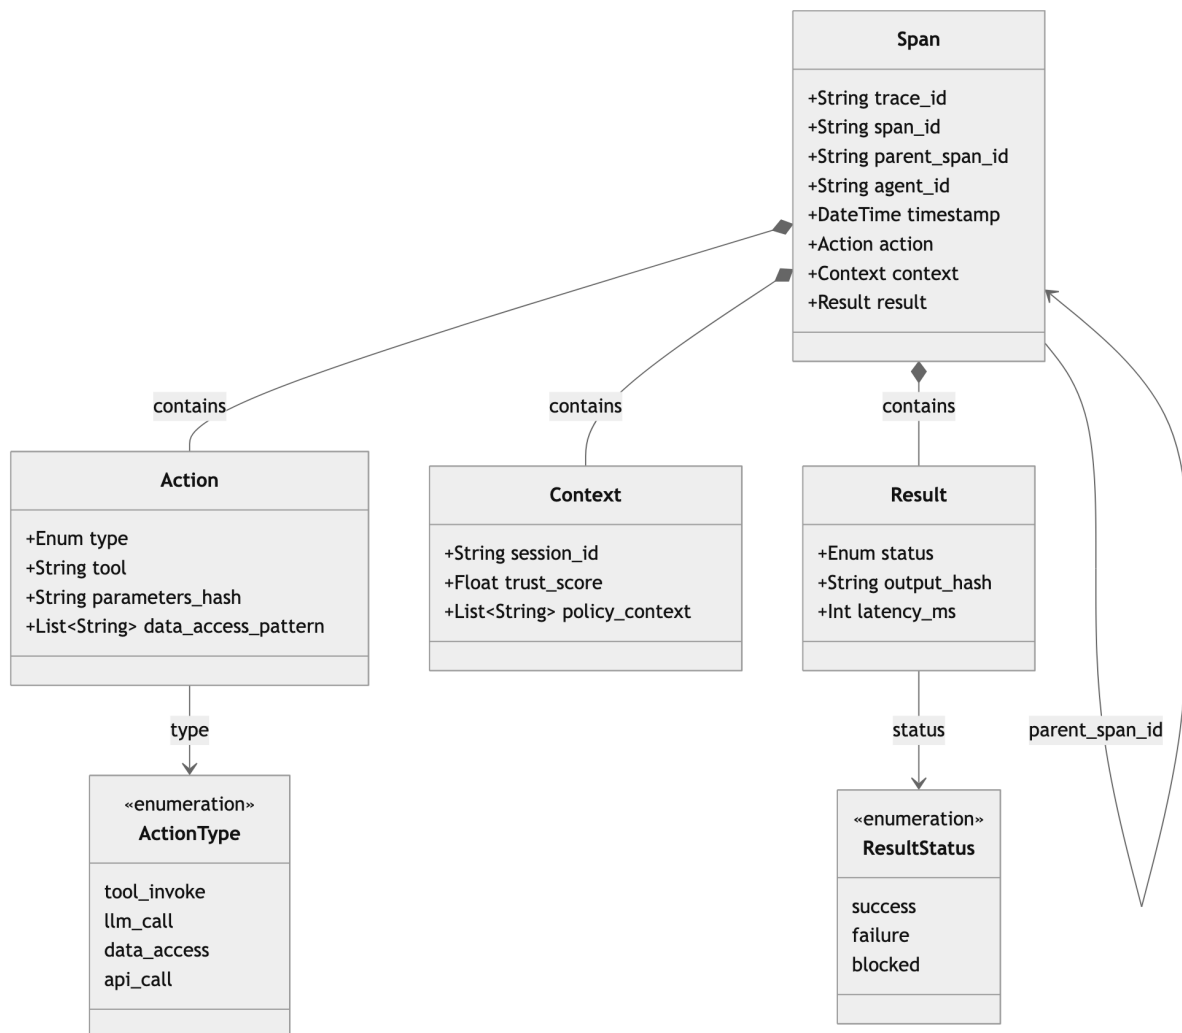 Span
+String trace_id
+String span_id
+String parent_span_id
+String agent_id
+DateTime timestamp
+Action action
+Context context
+Result result
contains
contains
contains
Action
+Enum type
+String tool
+String parameters_hash
+List<String> data_access_pattern
Context
+String session_id
+Float trust_score
+List<String> policy_context
Result
+Enum status
+String output_hash
+Int latency_ms
type
status
parent_span_id
«enumeration»
ActionType
tool_invoke
llm_call
data_access
api_call
«enumeration»
ResultStatus
success
failure
blocked